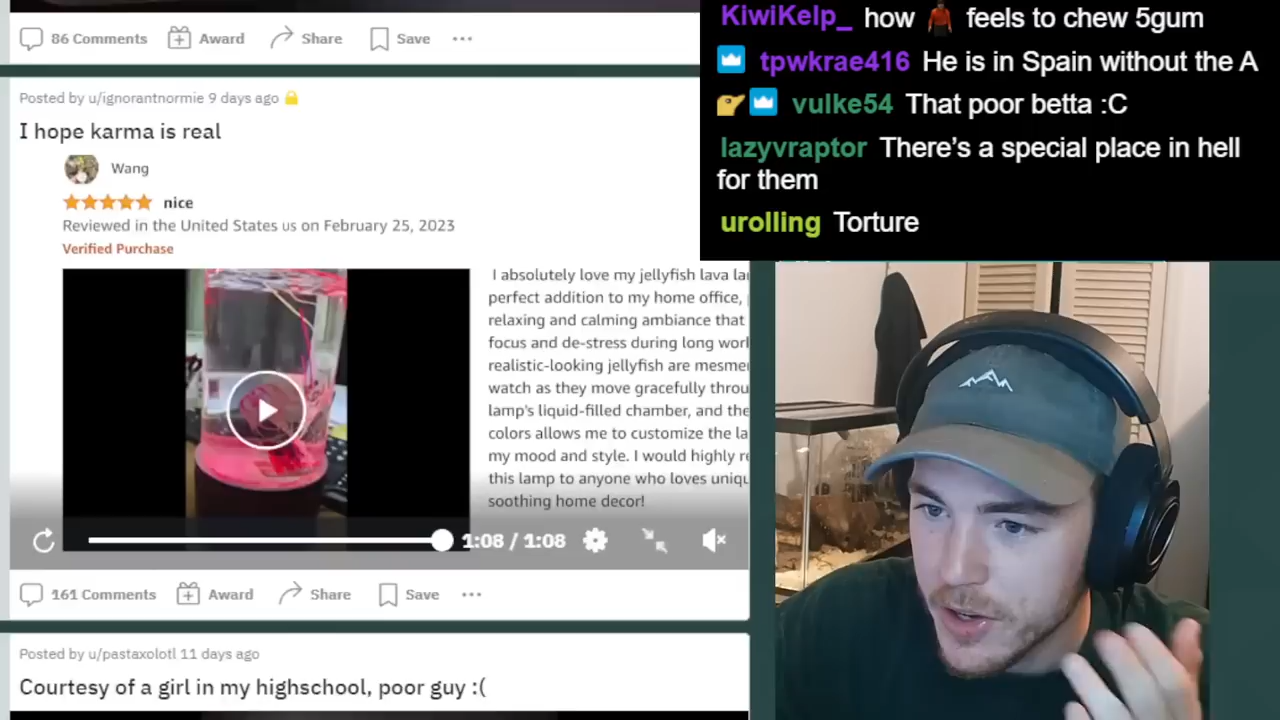 86 Comments Award Share Save
Posted by u/ignorantnormie 9 days ago
I hope karma is real
Wang
nice
Reviewed in the United States us on February 25, 2023
Verified Purchase
I absolutely love my jellyfish lava la
perfect addition to my home office,
relaxing and calming ambiance that
focus and de-stress during long worl
realistic-looking jellyfish are mesme
watch as they move gracefully throu
lamp's liquid-filled chamber, and the
colors allows me to customize the la
my mood and style. I would highly re
this lamp to anyone who loves uniqu
soothing home decor!
1:08 / 1:08
161 Comments Award Share Save
Posted by u/pastaxolotl 11 days ago
Courtesy of a girl in my highschool, poor guy :(
KiwiKelp_ how feels to chew 5gum
tpwkrae416 He is in Spain without the A
vulke54 That poor betta :C
lazyvraptor There's a special place in hell
for them
urolling Torture